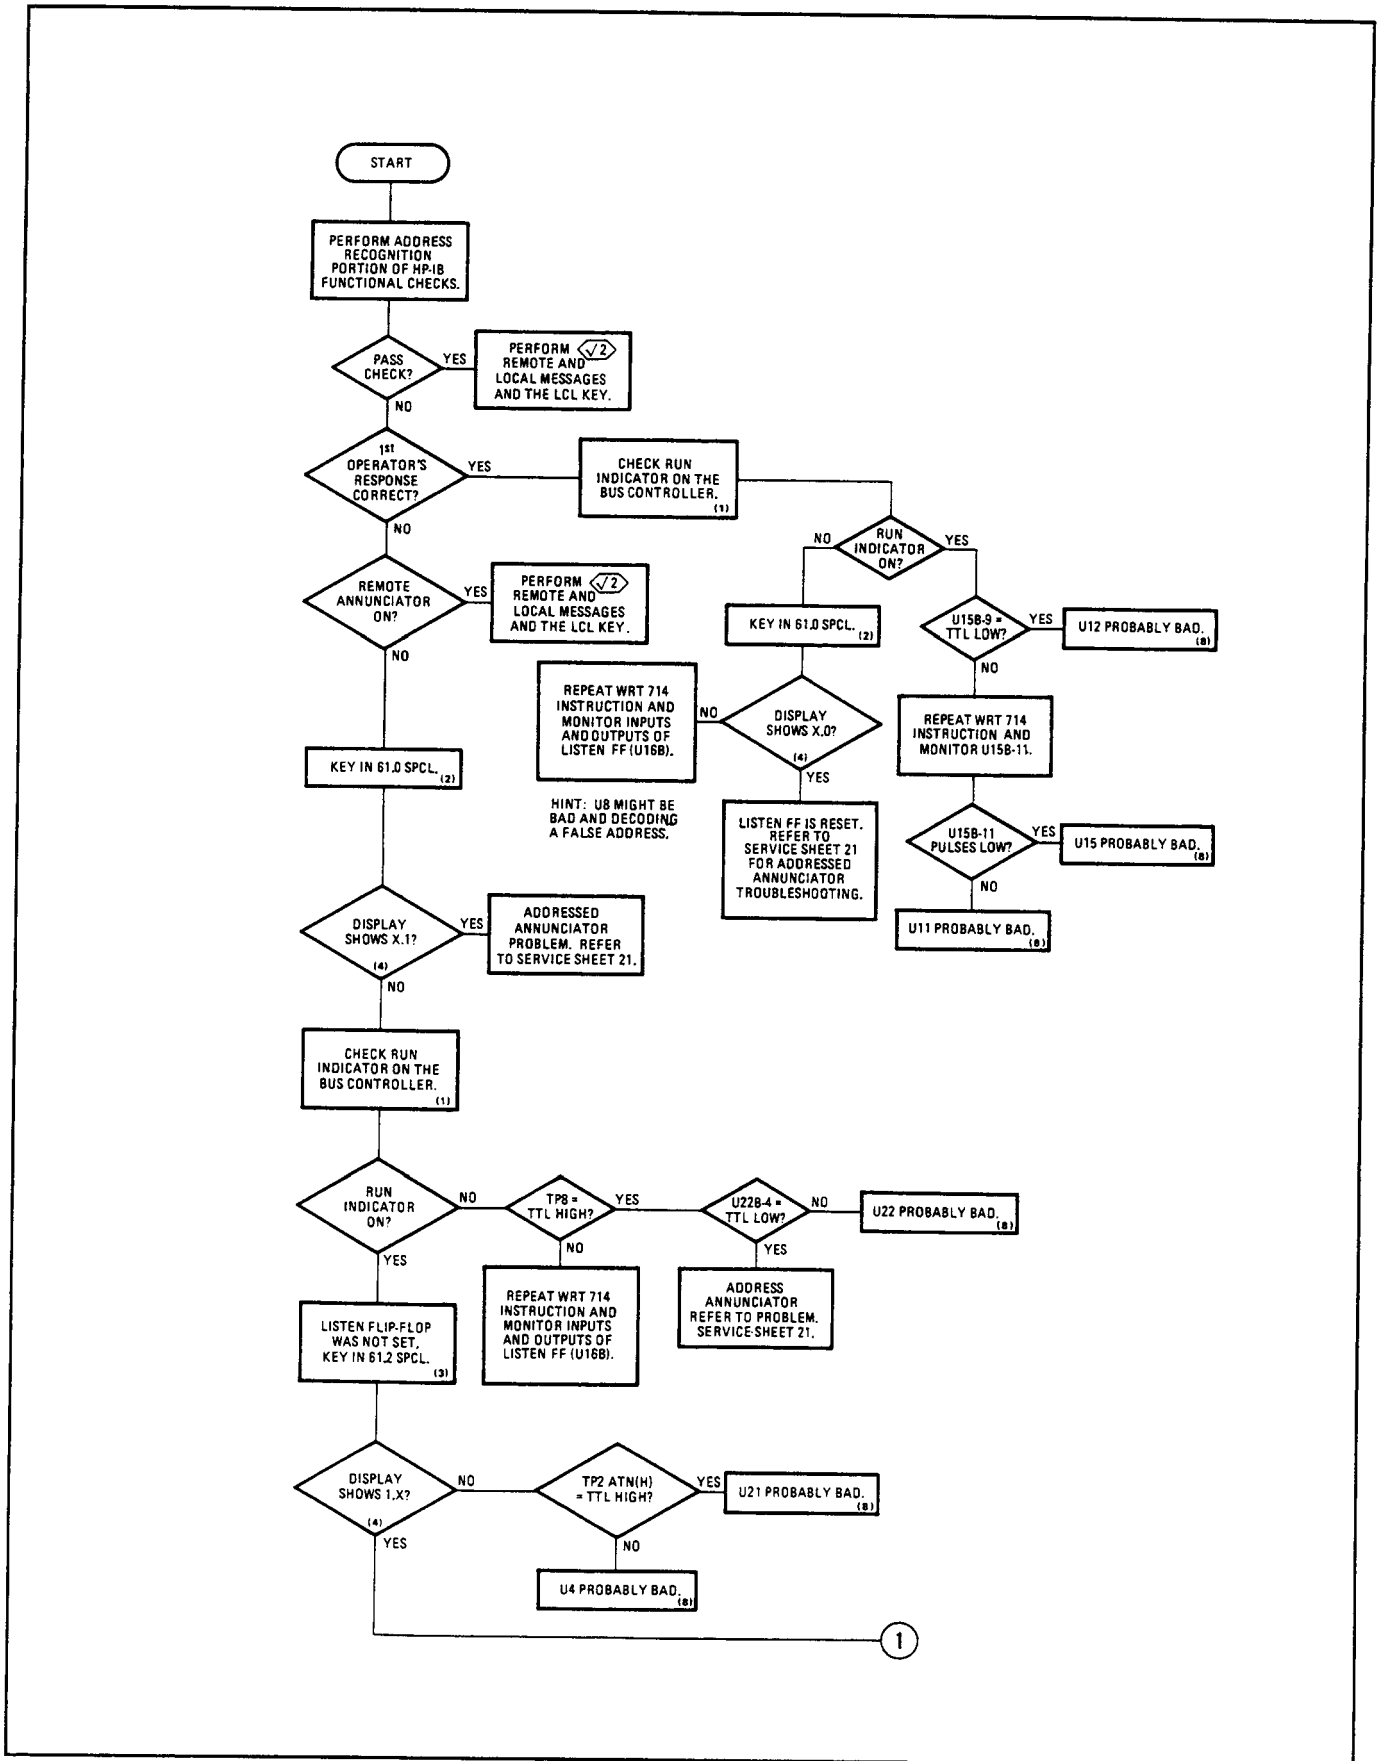 START
PERFORM ADDRESS
RECOGNITION
PORTION OF HP-IB
FUNCTIONAL CHECKS.
PASS
CHECK?
YES
PERFORM √2
REMOTE AND
LOCAL MESSAGES
AND THE LCL KEY.
NO
1st
OPERATOR'S
RESPONSE
CORRECT?
YES
CHECK RUN
INDICATOR ON THE
BUS CONTROLLER.
(1)
NO
RUN
INDICATOR
ON?
NO
YES
REMOTE
ANNUNCIATOR
ON?
YES
PERFORM √2
REMOTE AND
LOCAL MESSAGES
AND THE LCL KEY.
NO
KEY IN 61.0 SPCL.
(2)
U15B-9 =
TTL LOW?
YES
U12 PROBABLY BAD.
(8)
NO
REPEAT WRT 714
INSTRUCTION AND
MONITOR INPUTS
AND OUTPUTS OF
LISTEN FF (U16B).
NO
DISPLAY
SHOWS X.0?
(4)
YES
REPEAT WRT 714
INSTRUCTION AND
MONITOR U15B-11.
HINT: U8 MIGHT BE
BAD AND DECODING
A FALSE ADDRESS.
LISTEN FF IS RESET.
REFER TO
SERVICE SHEET 21
FOR ADDRESSED
ANNUNCIATOR
TROUBLESHOOTING.
U15B-11
PULSES LOW?
YES
U15 PROBABLY BAD.
(8)
NO
U11 PROBABLY BAD.
(8)
KEY IN 61.0 SPCL.
(2)
DISPLAY
SHOWS X.1?
(4)
YES
ADDRESSED
ANNUNCIATOR
PROBLEM. REFER
TO SERVICE SHEET 21.
NO
CHECK RUN
INDICATOR ON THE
BUS CONTROLLER.
(1)
RUN
INDICATOR
ON?
NO
TP8 =
TTL HIGH?
YES
U22B-4 =
TTL LOW?
NO
U22 PROBABLY BAD.
(8)
YES
NO
YES
LISTEN FLIP-FLOP
WAS NOT SET,
KEY IN 61.2 SPCL.
(3)
REPEAT WRT 714
INSTRUCTION AND
MONITOR INPUTS
AND OUTPUTS OF
LISTEN FF (U16B).
ADDRESS
ANNUNCIATOR
REFER TO PROBLEM.
SERVICE-SHEET 21.
DISPLAY
SHOWS 1.X?
(4)
NO
TP2 ATN(H)
= TTL HIGH?
YES
U21 PROBABLY BAD.
(8)
YES
NO
U4 PROBABLY BAD.
(8)
1